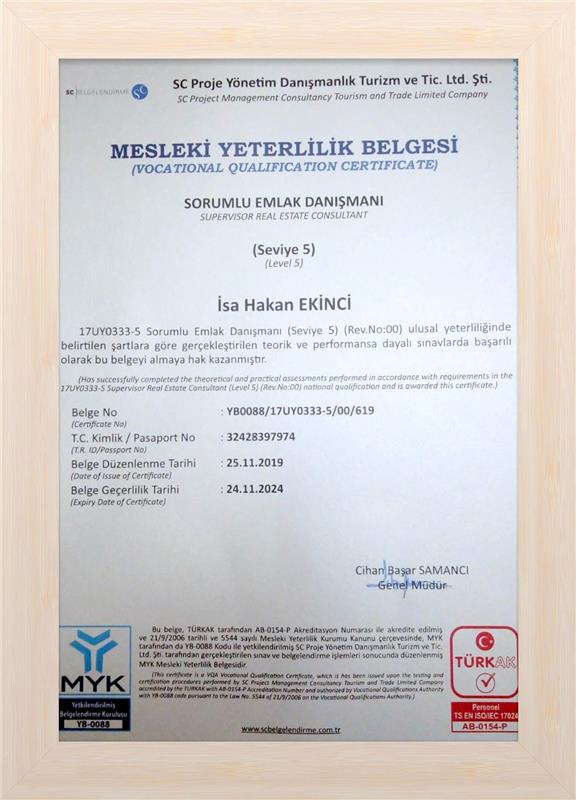 SC BELGELENDİRME SC
SC Proje Yönetim Danışmanlık Turizm ve Tic. Ltd. Şti.
SC Project Management Consultancy Tourism and Trade Limited Company
MESLEKİ YETERLİLİK BELGESİ
(VOCATIONAL QUALIFICATION CERTIFICATE)
SORUMLU EMLAK DANIŞMANI
SUPERVISOR REAL ESTATE CONSULTANT
(Seviye 5)
(Level 5)
İsa Hakan EKİNCİ
17UY0333-5 Sorumlu Emlak Danışmanı (Seviye 5) (Rev.No:00) ulusal yeterliliğinde
belirtilen şartlara göre gerçekleştirilen teorik ve performansa dayalı sınavlarda başarılı
olarak bu belgeyi almaya hak kazanmıştır.
(Has successfully completed the theoretical and practical assessments performed in accordance with requirements in the
17UY0333-5 Supervisor Real Estate Consultant (Level 5) (Rev.No:00) national qualification and is awarded this certificate.)
Belge No : YB0088/17UY0333-5/00/619
(Certificate No)
T.C. Kimlik / Pasaport No : 32428397974
(T.R. ID/Passport No)
Belge Düzenlenme Tarihi : 25.11.2019
(Date of Issue of Certificate)
Belge Geçerlilik Tarihi : 24.11.2024
(Expiry Date of Certificate)
Cihan Başar SAMANCI
Genel Müdür
Bu belge, TÜRKAK tarafından AB-0154-P Akreditasyon Numarası ile akredite edilmiş
ve 21/9/2006 tarihli ve 5544 sayılı Mesleki Yeterlilik Kurumu Kanunu çerçevesinde, MYK
tarafından da YB-0088 Kodu ile yetkilendirilmiş SC Proje Yönetim Danışmanlık Turizm ve Tic.
Ltd. Şti. tarafından gerçekleştirilen sınav ve belgelendirme işlemleri sonucunda düzenlenmiş
MYK Mesleki Yeterlilik Belgesidir.
(This certificate is a VQA Vocational Qualification Certificate, which has been issued upon the testing and
certification procedures performed by SC Project Management Consultancy Tourism and Trade Limited Company
accredited by the TURKAK with AB-0154-P Accreditation Number and authorized by Vocational Qualifications Authority
with YB-0088 code pursuant to the Law No. 5544 of 21/9/2006 on the Vocational Qualifications Authority.)
MYK
Yetkilendirilmiş
Belgelendirme Kuruluşu
YB-0088
TÜRKAK
Personel
TS EN ISO/IEC 17024
AB-0154-P
www.scbelgelendirme.com.tr